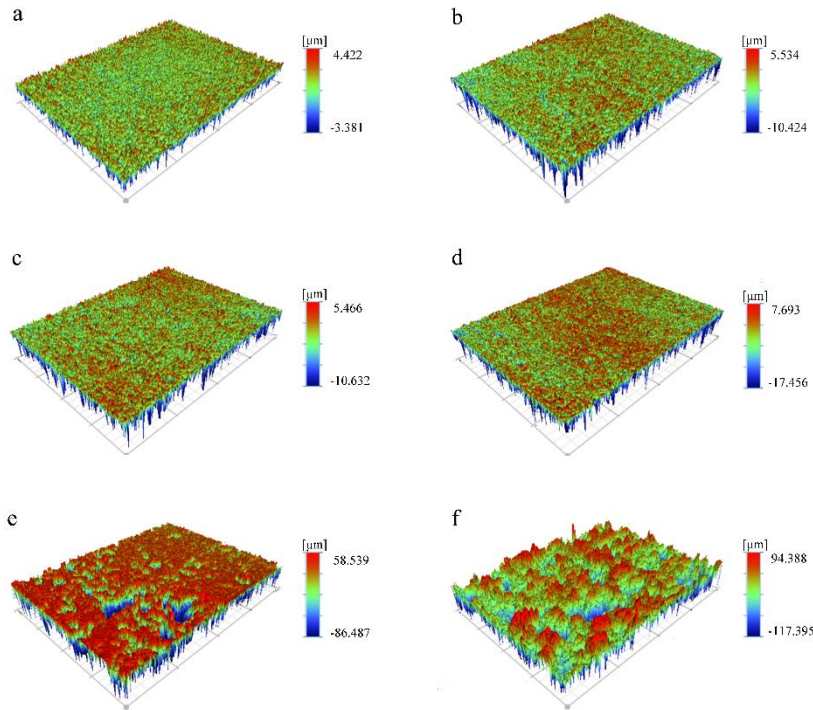 a
[μm]
4.422
-3.381
b
[μm]
5.534
-10.424
c
[μm]
5.466
-10.632
d
[μm]
7.693
-17.456
e
[μm]
58.539
-86.487
f
[μm]
94.388
-117.395